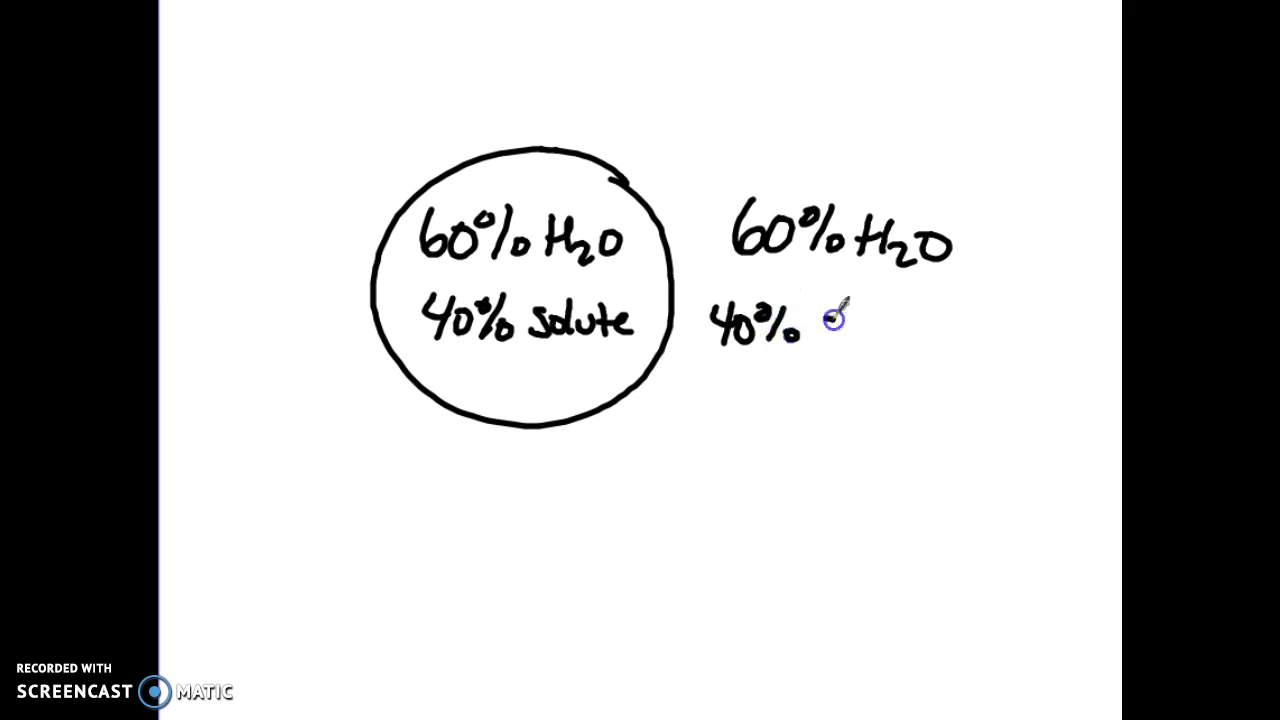 60% H₂O
40% solute
60% H₂O
40%
RECORDED WITH
SCREENCAST MATIC